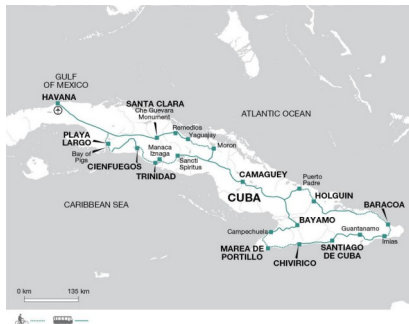 GULF
OF MEXICO
HAVANA
SANTA CLARA
Che Guevara
Monument
ATLANTIC OCEAN
Remedios
Yaguajay
PLAYA
LARGO
Bay of
Pigs
Manaca
Iznaga
Moron
CIENFUEGOS
Sancti
Spiritus
TRINIDAD
CAMAGUEY
Puerto
Padre
CUBA
HOLGUIN
CARIBBEAN SEA
BARACOA
BAYAMO
Campechuela
Guantanamo
Imias
MAREA DE
PORTILLO
SANTIAGO
DE CUBA
CHIVIRICO
0 km
135 km